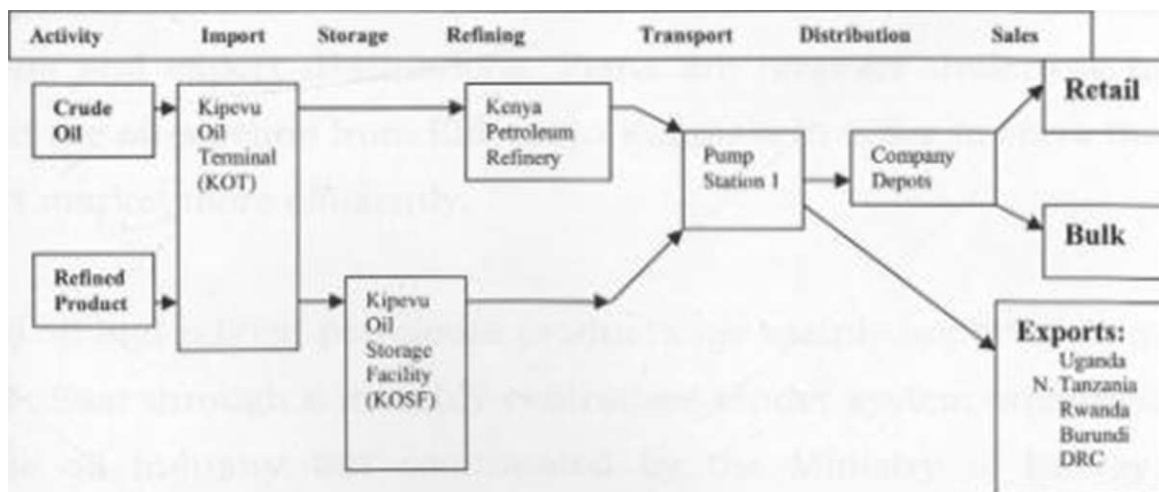 Activity Import Storage Refining Transport Distribution Sales
Crude
Oil
Kipevu
Oil
Terminal
(KOT)
Kenya
Petroleum
Refinery
Pump
Station 1
Company
Depots
Retail
Bulk
Refined
Product
Kipevu
Oil
Storage
Facility
(KOSF)
Exports:
Uganda
N. Tanzania
Rwanda
Burundi
DRC